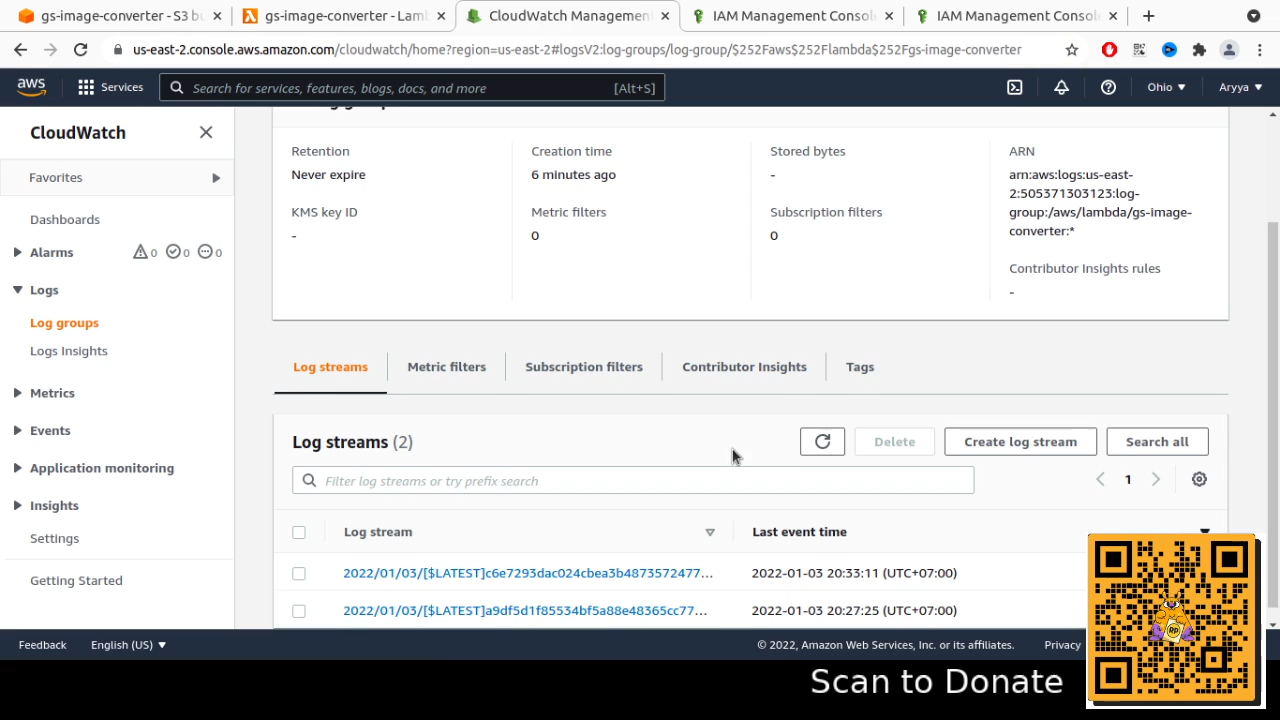 gs-image-converter - S3 bu
gs-image-converter - Lam
CloudWatch Management
IAM Management Consol
IAM Management Consol
us-east-2.console.aws.amazon.com/cloudwatch/home?region=us-east-2#logsV2:log-groups/log-group/$252Faws$252Flambda$252Fgs-image-converter
aws
Services
Search for services, features, blogs, docs, and more
[Alt+S]
Ohio
Aryya
CloudWatch
Favorites
Dashboards
Alarms
0
0
0
Logs
Log groups
Logs Insights
Metrics
Events
Application monitoring
Insights
Settings
Getting Started
Retention
Never expire
KMS key ID
-
Creation time
6 minutes ago
Metric filters
0
Stored bytes
-
Subscription filters
0
ARN
arn:aws:logs:us-east-
2:505371303123:log-
group:/aws/lambda/gs-image-
converter:*
Contributor Insights rules
-
Log streams
Metric filters
Subscription filters
Contributor Insights
Tags
Log streams (2)
Delete
Create log stream
Search all
Filter log streams or try prefix search
1
Log stream
Last event time
2022/01/03/[$LATEST]c6e7293dac024cbea3b4873572477...
2022-01-03 20:33:11 (UTC+07:00)
2022/01/03/[$LATEST]a9df5d1f85534bf5a88e48365cc77...
2022-01-03 20:27:25 (UTC+07:00)
Feedback
English (US)
© 2022, Amazon Web Services, Inc. or its affiliates.
Privacy
Scan to Donate
RP